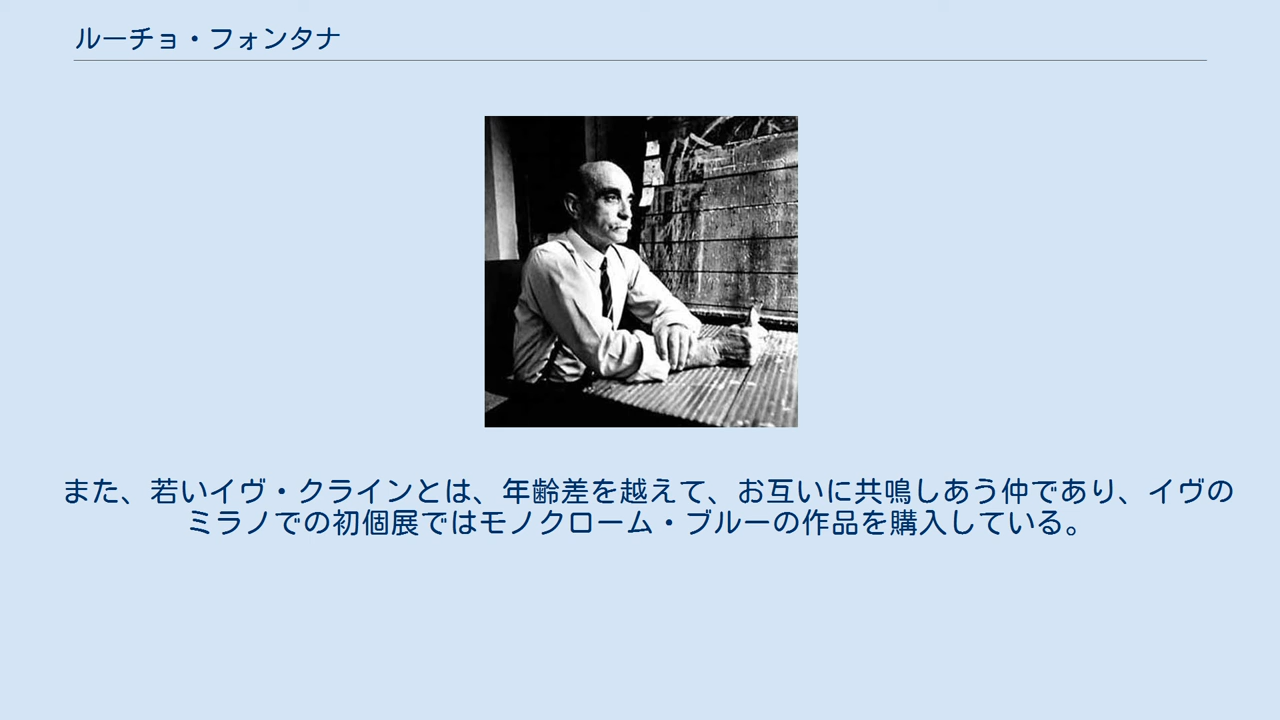 ルーチョ・フォンタナ
また、若いイヴ・クラインとは、年齢差を越えて、お互いに共鳴しあう仲であり、イヴの
ミラノでの初個展ではモノクローム・ブルーの作品を購入している。